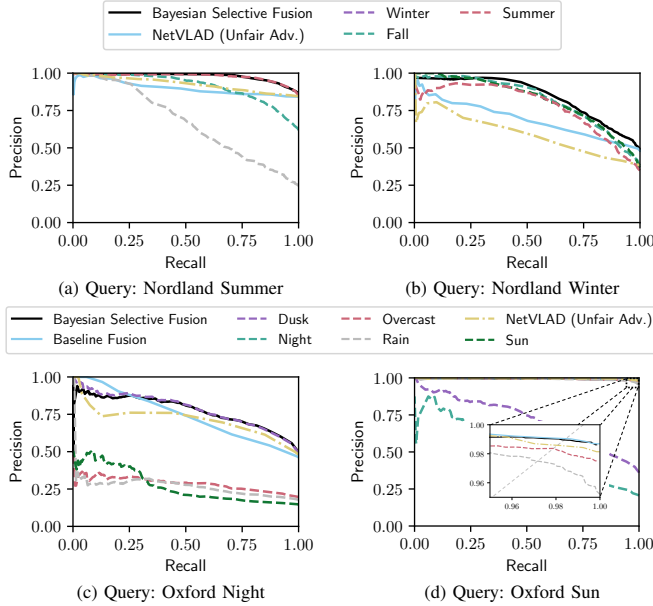 Bayesian Selective Fusion Winter Summer
NetVLAD (Unfair Adv.) Fall
1.00 1.00
0.75 0.75
0.50 0.50
0.25 0.25
0.00 0.00
Precision Precision
0.00 0.25 0.50 0.75 1.00 0.00 0.25 0.50 0.75 1.00
Recall Recall
(a) Query: Nordland Summer (b) Query: Nordland Winter
Bayesian Selective Fusion Dusk Overcast NetVLAD (Unfair Adv.)
Baseline Fusion Night Rain Sun
1.00 1.00
0.75 0.75
0.50 0.50
0.25 0.25
0.00 0.00
Precision Precision
1.00
0.98
0.96
0.96 0.98 1.00
0.00 0.25 0.50 0.75 1.00 0.00 0.25 0.50 0.75 1.00
Recall Recall
(c) Query: Oxford Night (d) Query: Oxford Sun